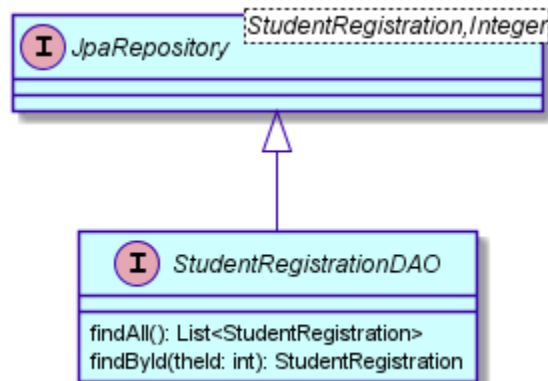 StudentRegistration,Integer
I JpaRepository
I StudentRegistrationDAO
findAll(): List<StudentRegistration>
findById(theId: int): StudentRegistration